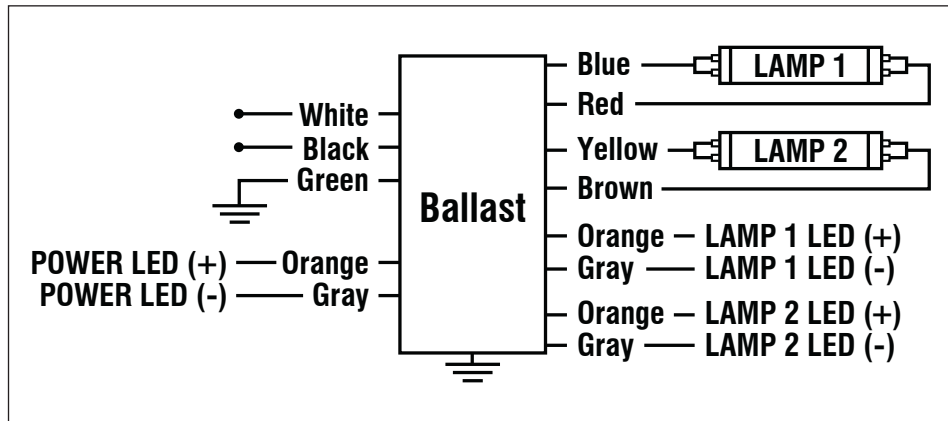 White
Black
Green
POWER LED (+) Orange
POWER LED (-) Gray
Ballast
Blue LAMP 1
Red
Yellow LAMP 2
Brown
Orange LAMP 1 LED (+)
Gray LAMP 1 LED (-)
Orange LAMP 2 LED (+)
Gray LAMP 2 LED (-)